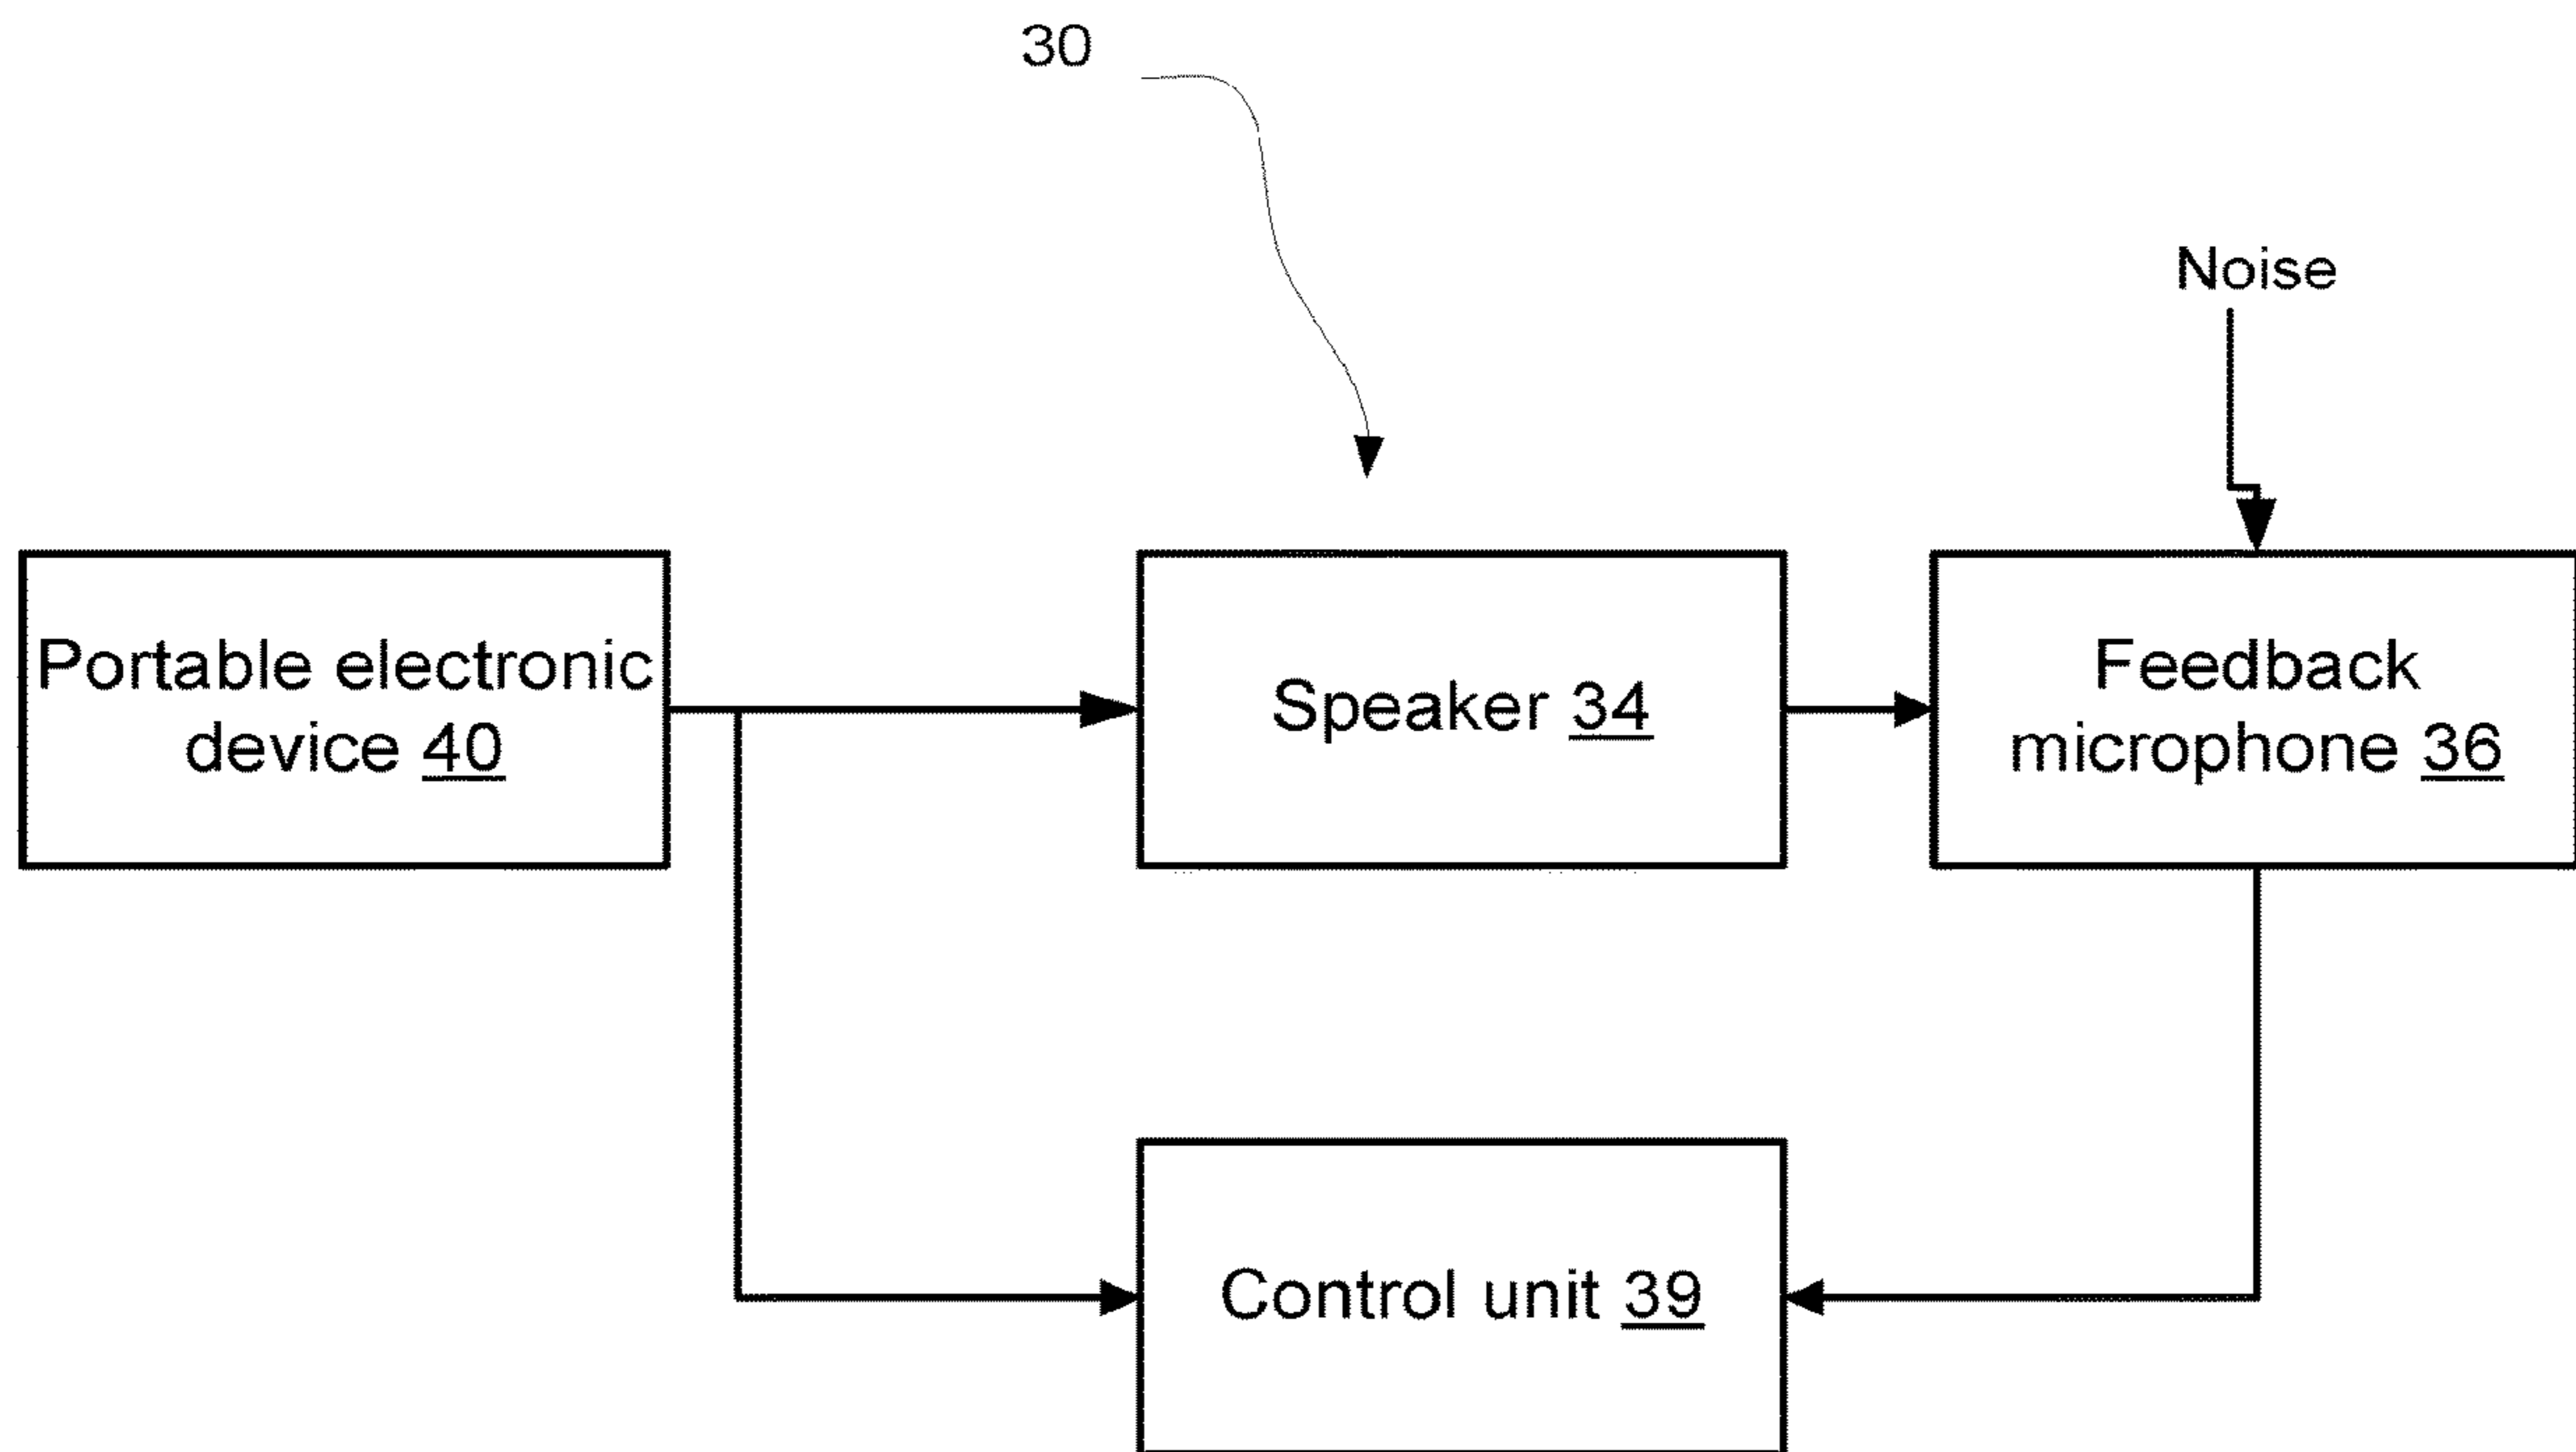 30
Noise
Portable electronic
device 40
Speaker 34
Feedback
microphone 36
Control unit 39